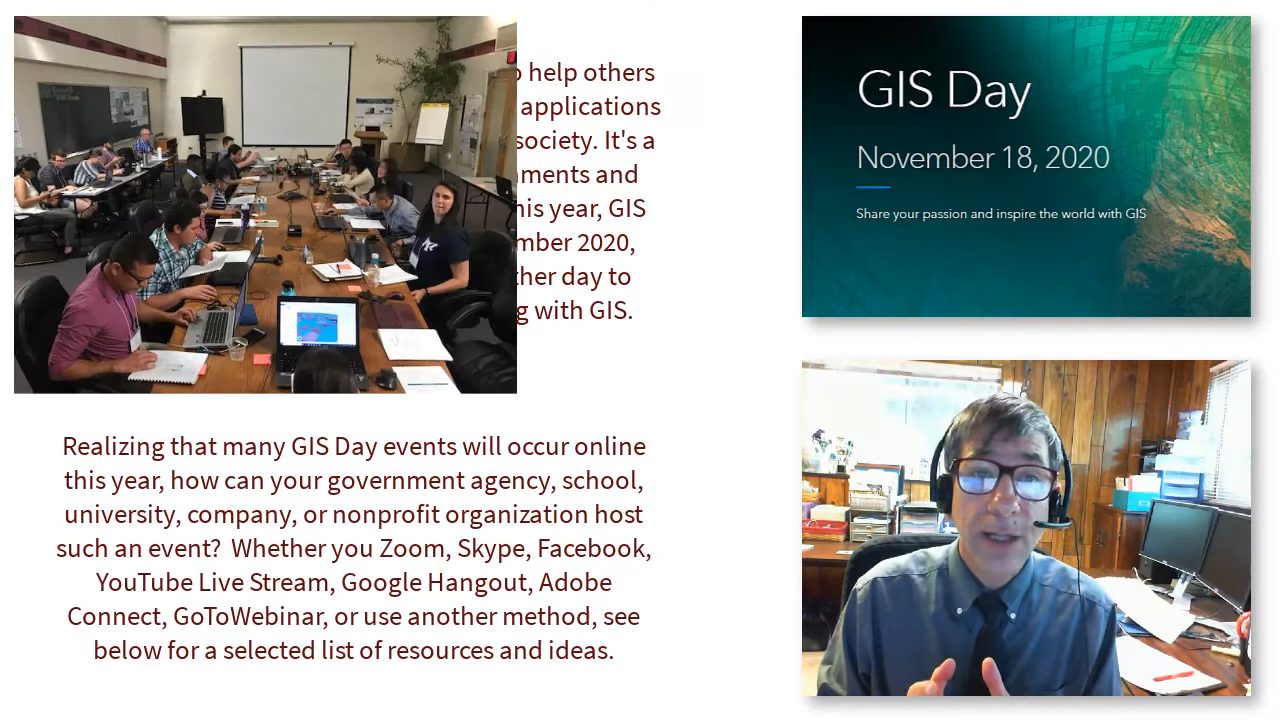 help others
applications
society. It's a
and
his year, GIS
2020,
day to
with GIS.
Realizing that many GIS Day events will occur online
this year, how can your government agency, school,
university, company, or nonprofit organization host
such an event? Whether you Zoom, Skype, Facebook,
YouTube Live Stream, Google Hangout, Adobe
Connect, GoToWebinar, or use another method, see
below for a selected list of resources and ideas.
GIS Day
November 18, 2020
Share your passion and inspire the world with GIS